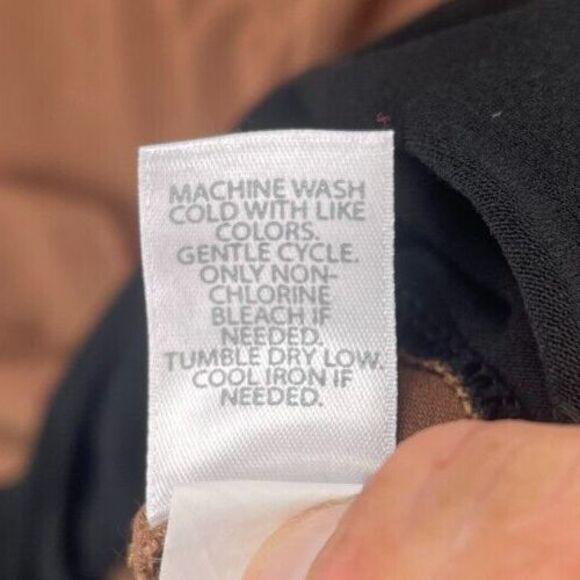 MACHINE WASH
COLD WITH LIKE
COLORS.
GENTLE CYCLE.
ONLY NON-
CHLORINE
BLEACH IF
NEEDED.
TUMBLE DRY LOW.
COOL IRON IF
NEEDED.